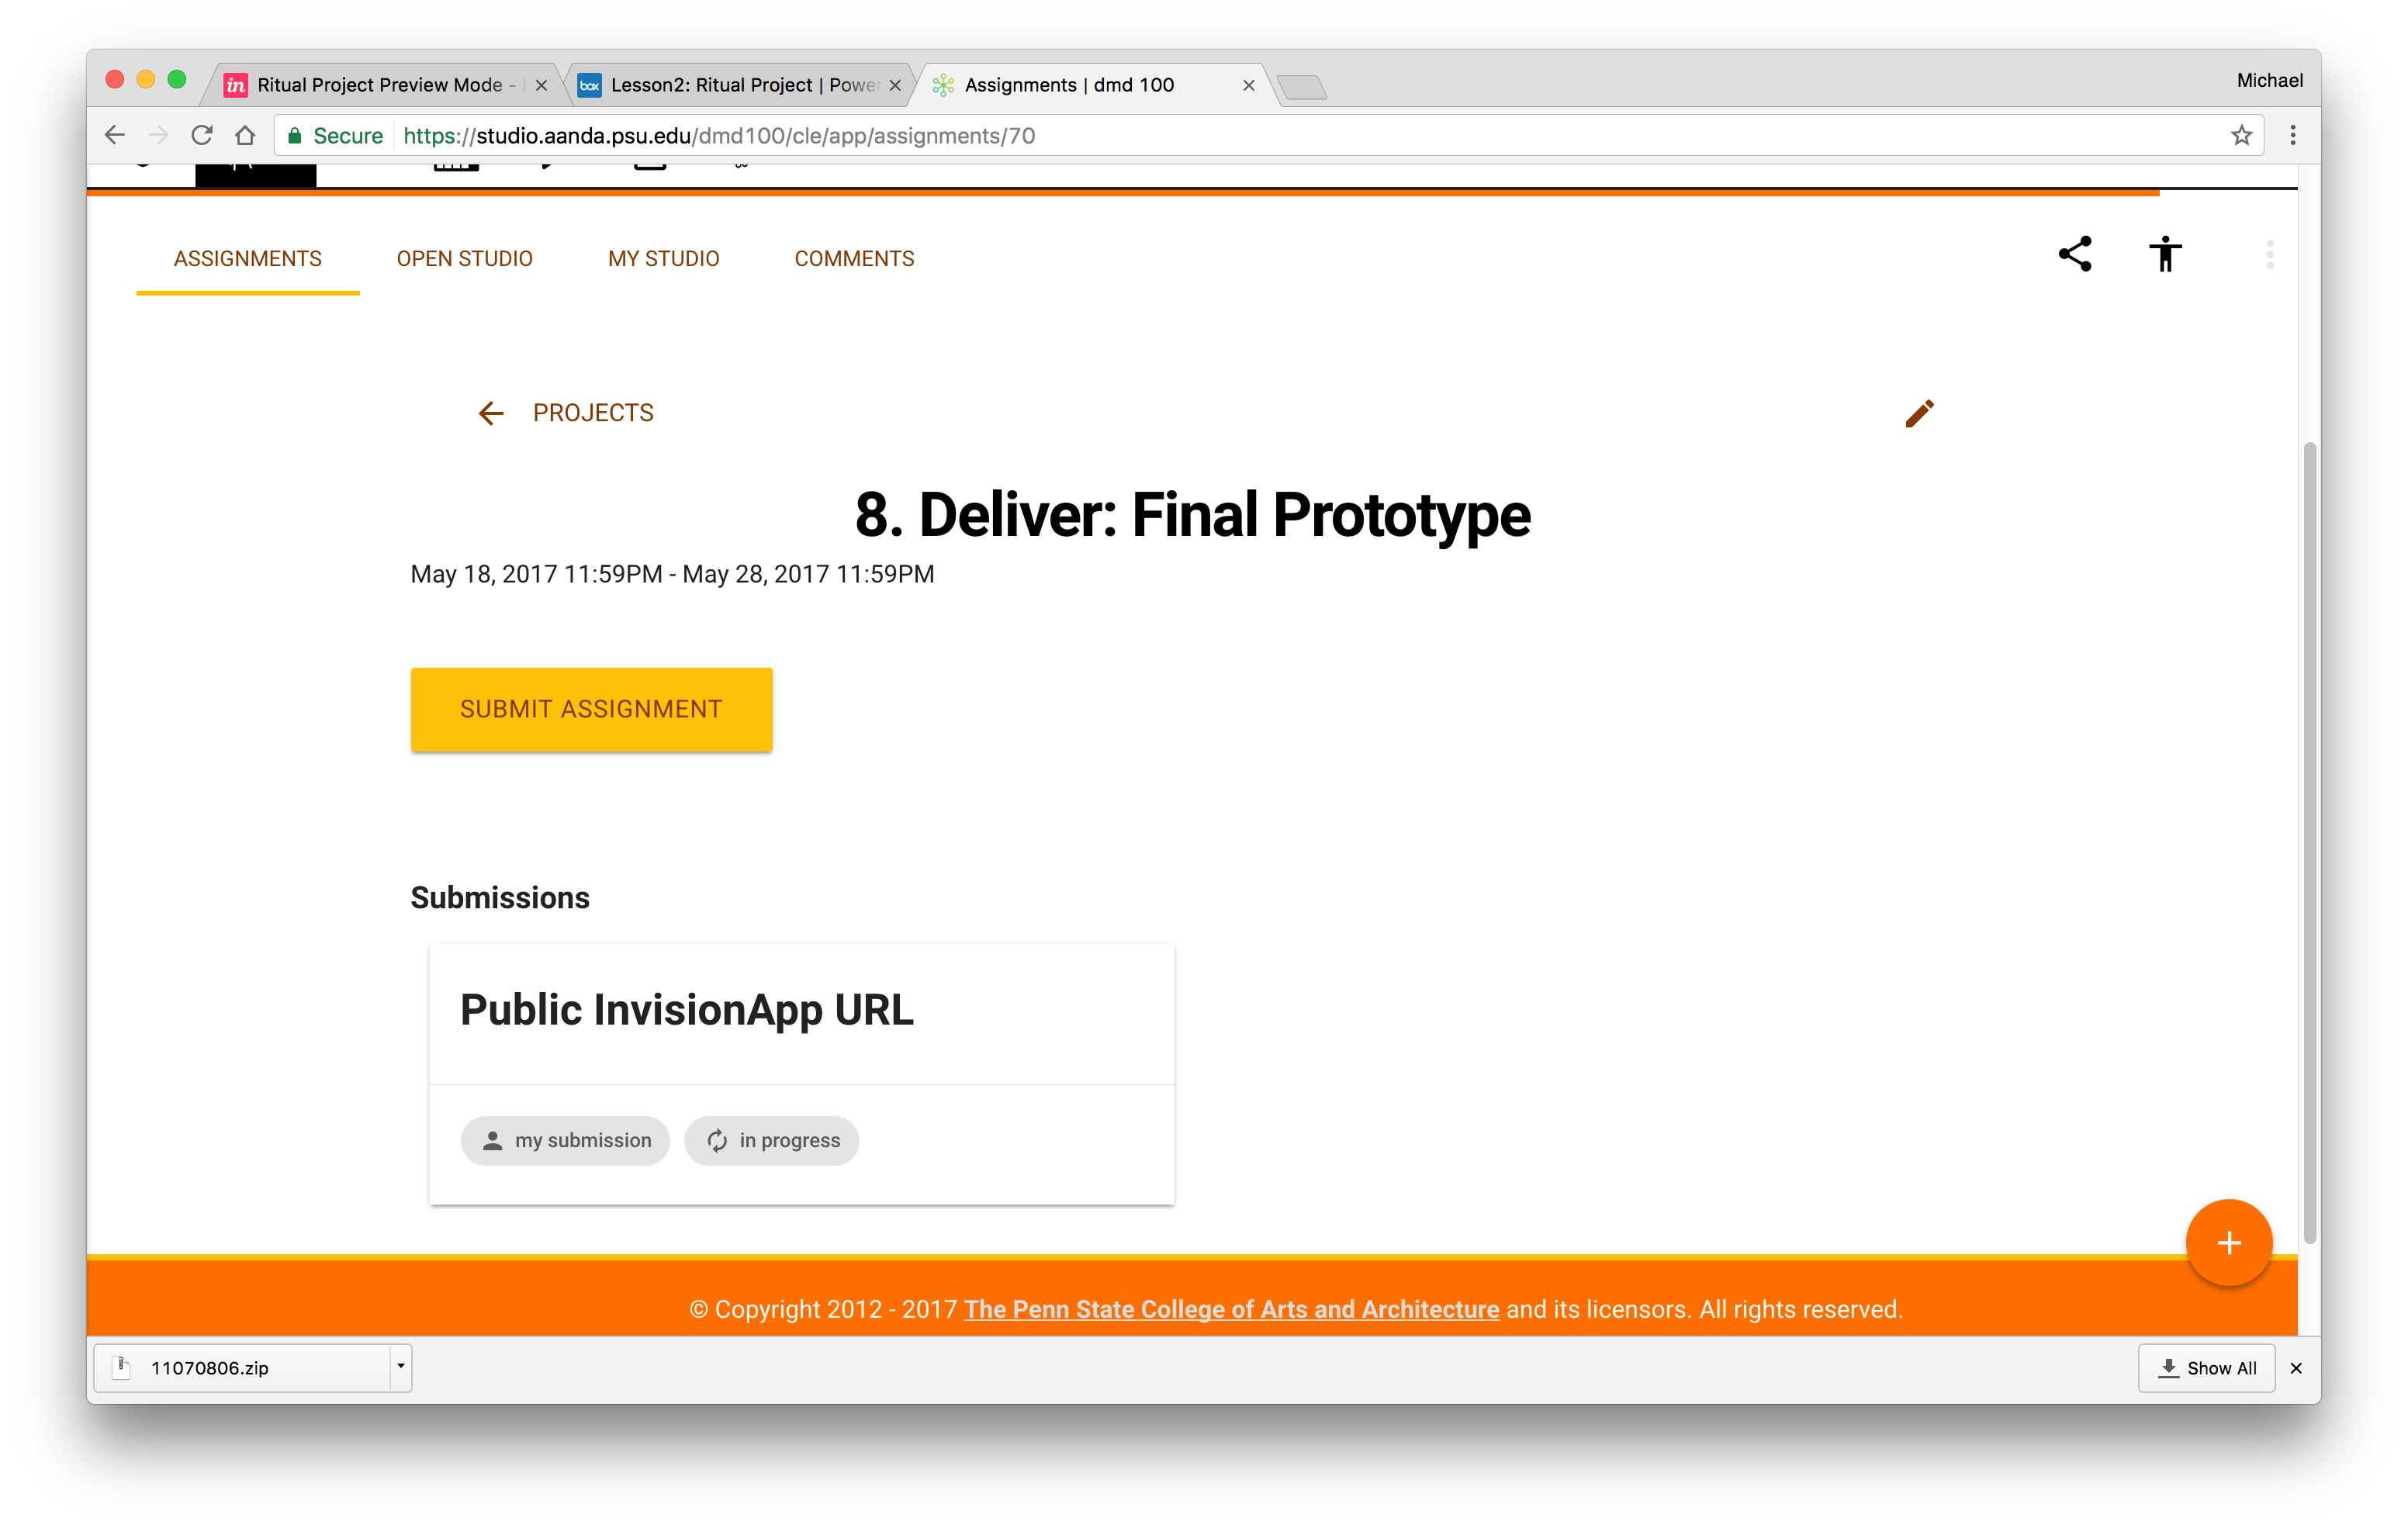 Ritual Project Preview Mode -
Lesson2: Ritual Project | Power
Assignments | dmd 100
Michael
Secure
https://studio.aanda.psu.edu/dmd100/cle/app/assignments/70
ASSIGNMENTS
OPEN STUDIO
MY STUDIO
COMMENTS
PROJECTS
8. Deliver: Final Prototype
May 18, 2017 11:59PM - May 28, 2017 11:59PM
SUBMIT ASSIGNMENT
Submissions
Public InvisionApp URL
my submission
in progress
© Copyright 2012 - 2017 The Penn State College of Arts and Architecture and its licensors. All rights reserved.
11070806.zip
Show All